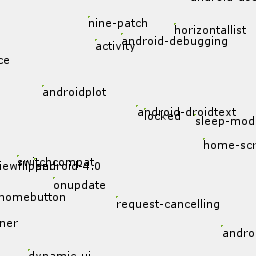 nine-patch
horizontallist
android-debugging
activity
ce
androidplot
android-droidtext
locked
sleep-mod
home-scr
switchcompat
iewflipper
android-4.0
onupdate
homebutton
request-cancelling
ner
andro
dynamic-ui